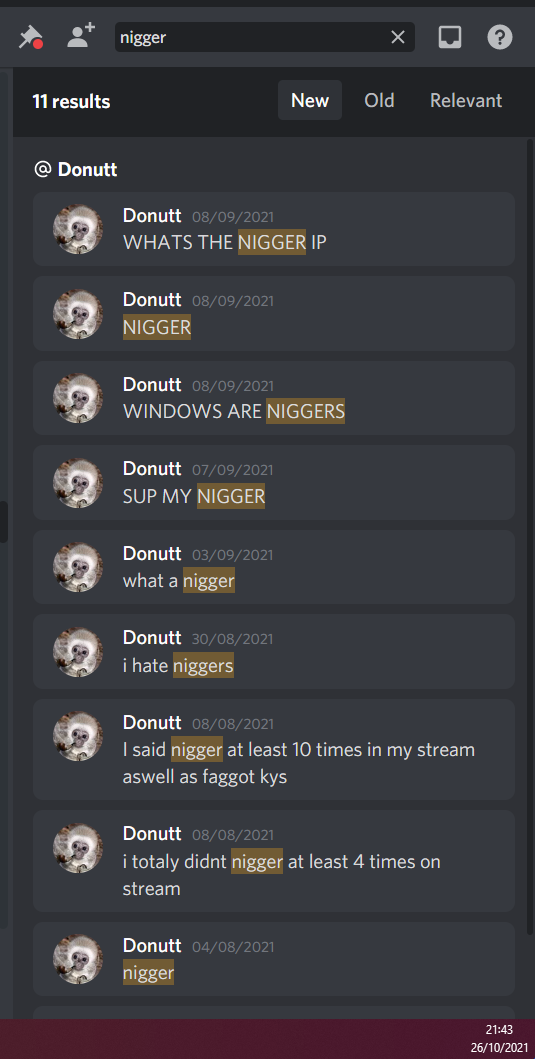 nigger
11 results
New
Old
Relevant
@ Donutt
Donutt 08/09/2021
WHATS THE NIGGER IP
Donutt 08/09/2021
NIGGER
Donutt 08/09/2021
WINDOWS ARE NIGGERS
Donutt 07/09/2021
SUP MY NIGGER
Donutt 03/09/2021
what a nigger
Donutt 30/08/2021
i hate niggers
Donutt 08/08/2021
I said nigger at least 10 times in my stream
aswell as faggot kys
Donutt 08/08/2021
i totaly didnt nigger at least 4 times on
stream
Donutt 04/08/2021
nigger
21:43
26/10/2021